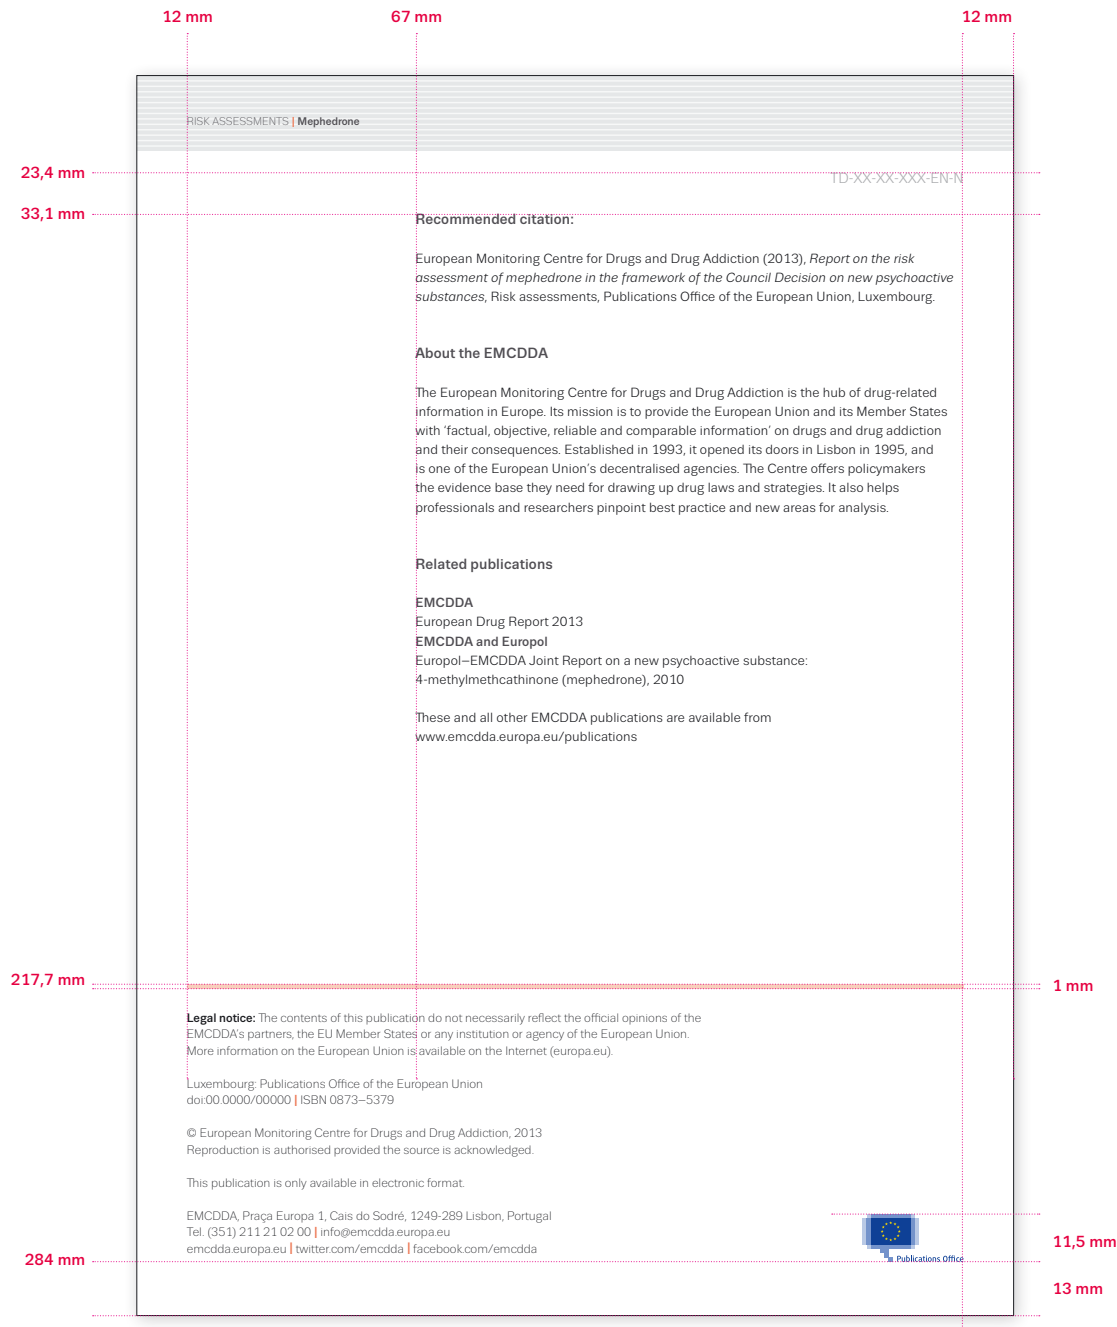 12 mm
67 mm
12 mm
RISK ASSESSMENTS | Mephedrone
23,4 mm
TD-XX-XX-XXX-EN-N
33,1 mm
Recommended citation:
European Monitoring Centre for Drugs and Drug Addiction (2013), Report on the risk
assessment of mephedrone in the framework of the Council Decision on new psychoactive
substances, Risk assessments, Publications Office of the European Union, Luxembourg.
About the EMCDDA
The European Monitoring Centre for Drugs and Drug Addiction is the hub of drug-related
information in Europe. Its mission is to provide the European Union and its Member States
with ‘factual, objective, reliable and comparable information’ on drugs and drug addiction
and their consequences. Established in 1993, it opened its doors in Lisbon in 1995, and
is one of the European Union’s decentralised agencies. The Centre offers policymakers
the evidence base they need for drawing up drug laws and strategies. It also helps
professionals and researchers pinpoint best practice and new areas for analysis.
Related publications
EMCDDA
European Drug Report 2013
EMCDDA and Europol
Europol–EMCDDA Joint Report on a new psychoactive substance:
4-methylmethcathinone (mephedrone), 2010
These and all other EMCDDA publications are available from
www.emcdda.europa.eu/publications
217,7 mm
1 mm
Legal notice: The contents of this publication do not necessarily reflect the official opinions of the
EMCDDA’s partners, the EU Member States or any institution or agency of the European Union.
More information on the European Union is available on the Internet (europa.eu).
Luxembourg: Publications Office of the European Union
doi:00.0000/00000 | ISBN 0873–5379
© European Monitoring Centre for Drugs and Drug Addiction, 2013
Reproduction is authorised provided the source is acknowledged.
This publication is only available in electronic format.
EMCDDA, Praça Europa 1, Cais do Sodré, 1249-289 Lisbon, Portugal
Tel. (351) 211 21 02 00 | info@emcdda.europa.eu
emcdda.europa.eu | twitter.com/emcdda | facebook.com/emcdda
11,5 mm
284 mm
Publications Office
13 mm